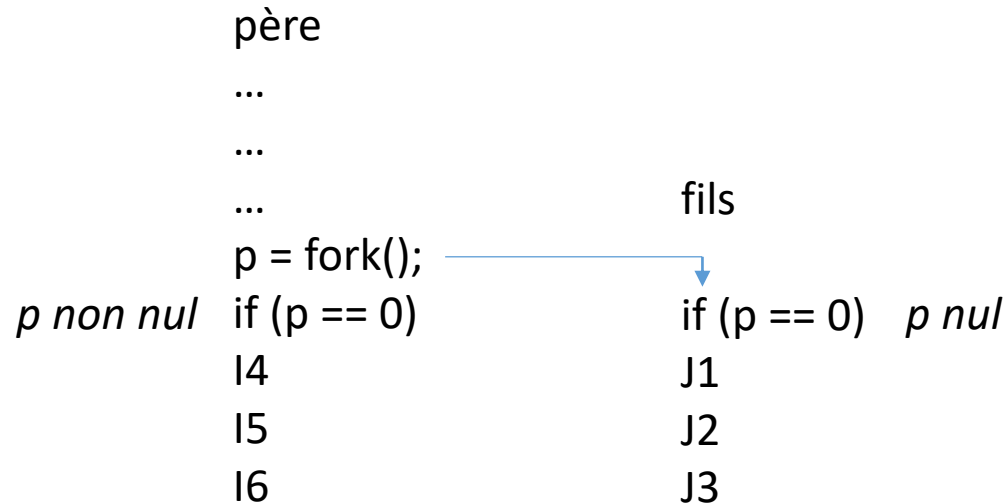 père
...
...
...
fils
p = fork();
p non nul if (p == 0) if (p == 0) p nul
I4 J1
I5 J2
I6 J3